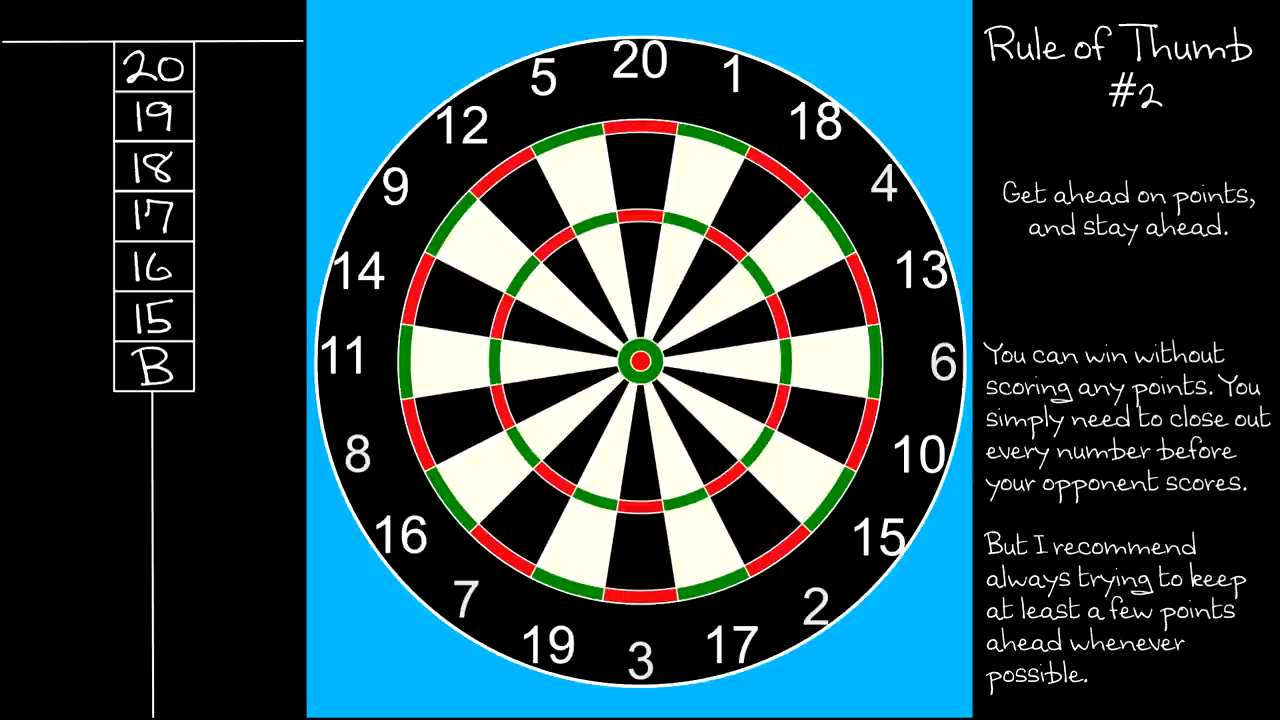 20
19
18
17
16
15
B
20
1
18
4
13
6
10
15
2
17
3
19
7
16
8
11
14
9
12
5
Rule of Thumb
#2
Get ahead on points,
and stay ahead.
You can win without
scoring any points. You
simply need to close out
every number before
your opponent scores.
But I recommend
always trying to keep
at least a few points
ahead whenever
possible.